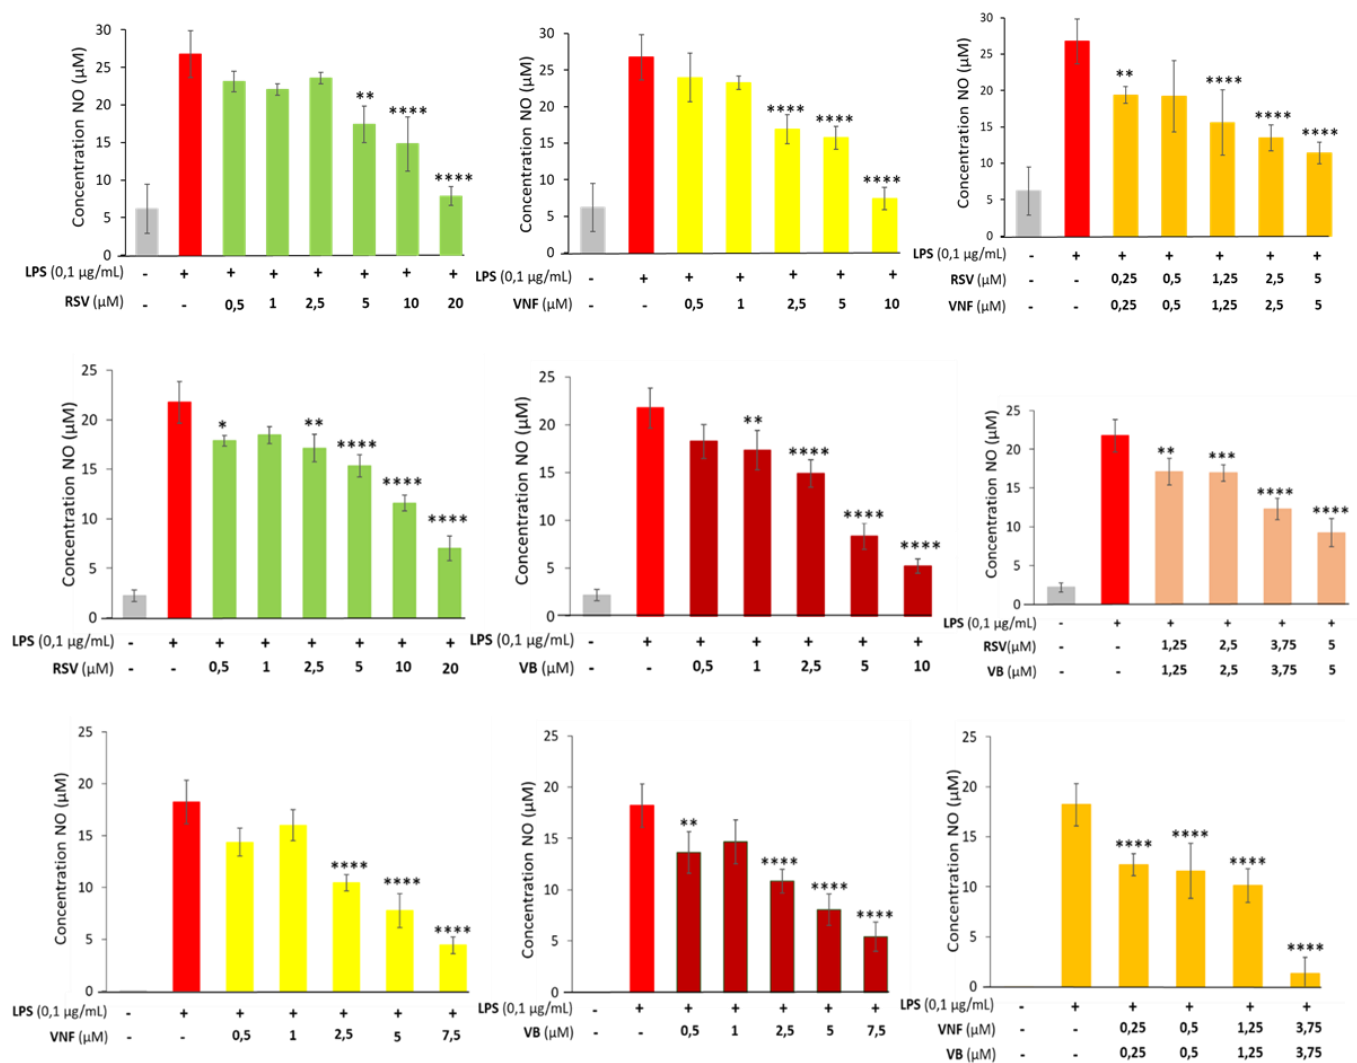 Concentration NO (µM)
30
25
20
15
10
5
0
** **** ****
LPS (0,1 µg/mL) - + + + + + + +
RSV (µM) - - 0,5 1 2,5 5 10 20
Concentration NO (µM)
30
25
20
15
10
5
0
**** **** ****
LPS (0,1 µg/mL) - + + + + + +
VNF (µM) - - 0,5 1 2,5 5 10
Concentration NO (µM)
30
25
20
15
10
5
0
** **** **** ****
LPS (0,1 µg/mL) - + + + + + +
RSV (µM) - - 0,25 0,5 1,25 2,5 5
VNF (µM) - - 0,25 0,5 1,25 2,5 5
Concentration NO (µM)
25
20
15
10
5
0
* ** **** **** ****
LPS (0,1 µg/mL) - + + + + + + +
RSV (µM) - - 0,5 1 2,5 5 10 20
Concentration NO (µM)
25
20
15
10
5
0
** **** **** ****
LPS (0,1 µg/mL) - + + + + + +
VB (µM) - - 0,5 1 2,5 5 10
Concentration NO (µM)
25
20
15
10
5
0
** *** **** ****
LPS (0,1 µg/mL) - + + + + +
RSV(µM) - - 1,25 2,5 3,75 5
VB (µM) - - 1,25 2,5 3,75 5
Concentration NO (µM)
25
20
15
10
5
0
**** **** ****
LPS (0,1 µg/mL) - + + + + + +
VNF (µM) - - 0,5 1 2,5 5 7,5
Concentration NO (µM)
25
20
15
10
5
0
** **** **** ****
LPS (0,1 µg/mL) - + + + + + +
VB (µM) - - 0,5 1 2,5 5 7,5
Concentration NO (µM)
25
20
15
10
5
0
**** **** **** ****
LPS (0,1 µg/mL) - + + + + +
VNF (µM) - - 0,25 0,5 1,25 3,75
VB (µM) - - 0,25 0,5 1,25 3,75